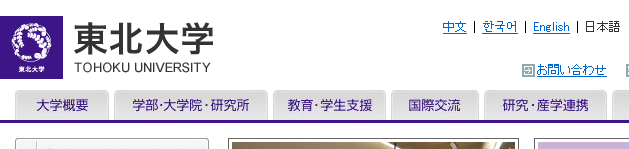 中文 | 한국어 | English | 日本語
東北大学
TOHOKU UNIVERSITY
東北大学
お問い合わせ
大学概要 学部・大学院・研究所 教育・学生支援 国際交流 研究・産学連携